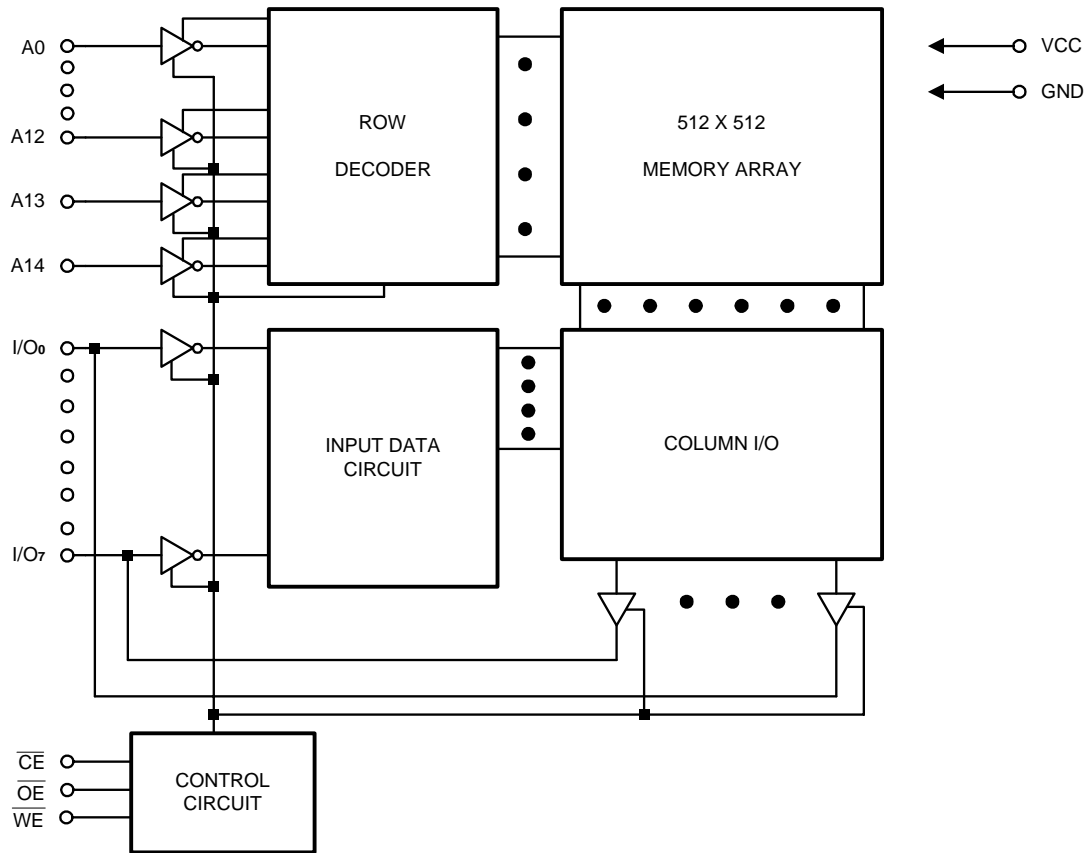 A0
A12
A13
A14
ROW
DECODER
512 X 512
MEMORY ARRAY
VCC
GND
I/O0
I/O7
INPUT DATA
CIRCUIT
COLUMN I/O
CE
OE
WE
CONTROL
CIRCUIT